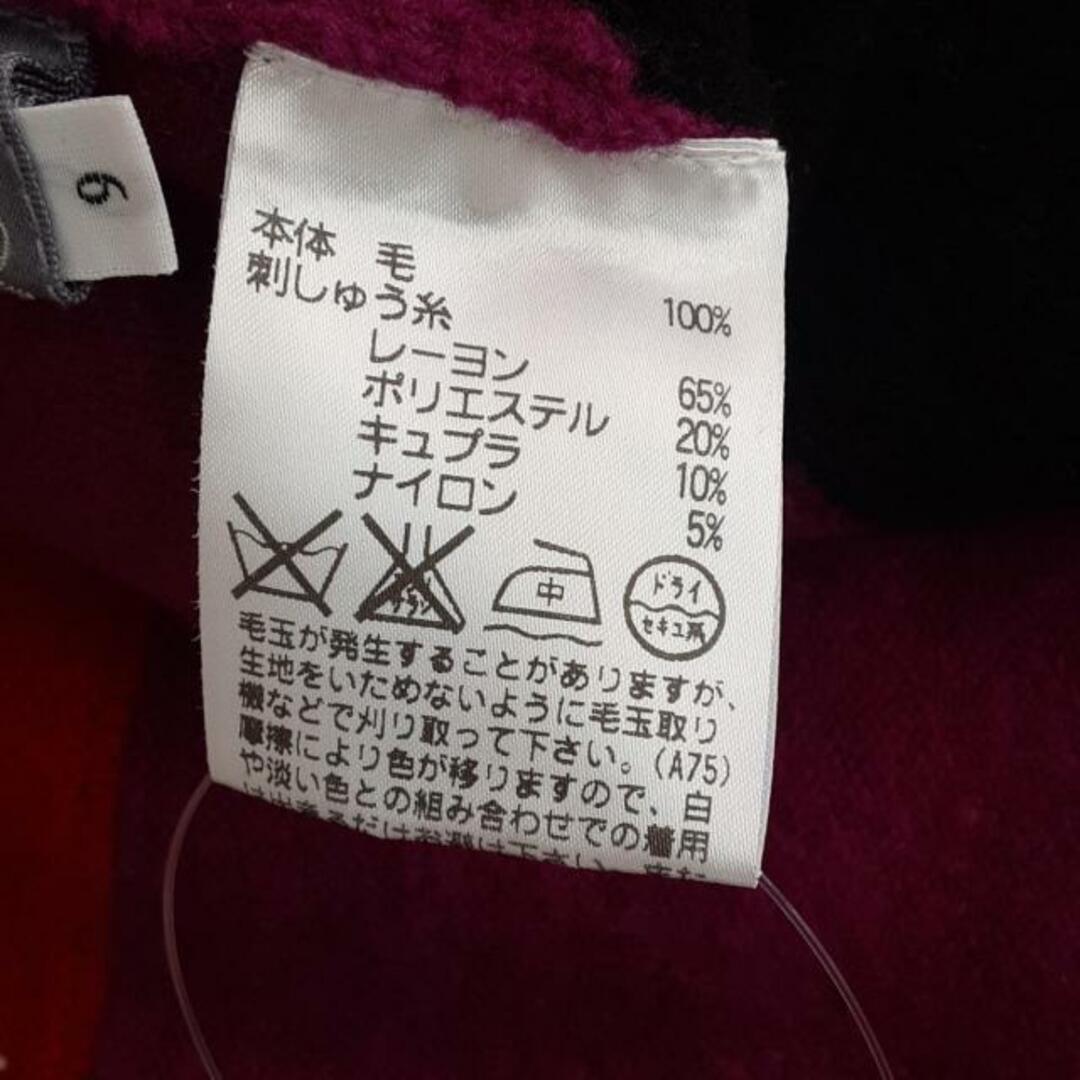 9
本体 毛 100%
刺しゅう糸
レーヨン 65%
ポリエステル 20%
キュプラ 10%
ナイロン 5%
中
ドライ
セキユ系
毛玉が発生することがありますが、
生地をいためないように毛玉取り
機などで刈り取って下さい。(A75)
摩擦により色が移りますので、白
や淡い色との組み合わせでの着用